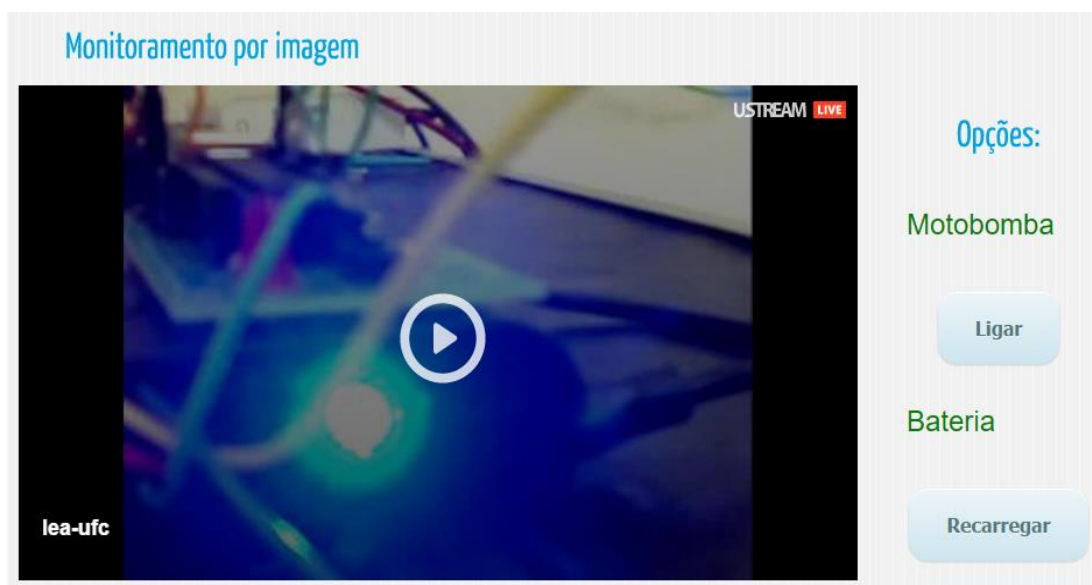 Monitoramento por imagem
USTREAM LIVE
Opções:
Motobomba
Ligar
Bateria
lea-ufc
Recarregar